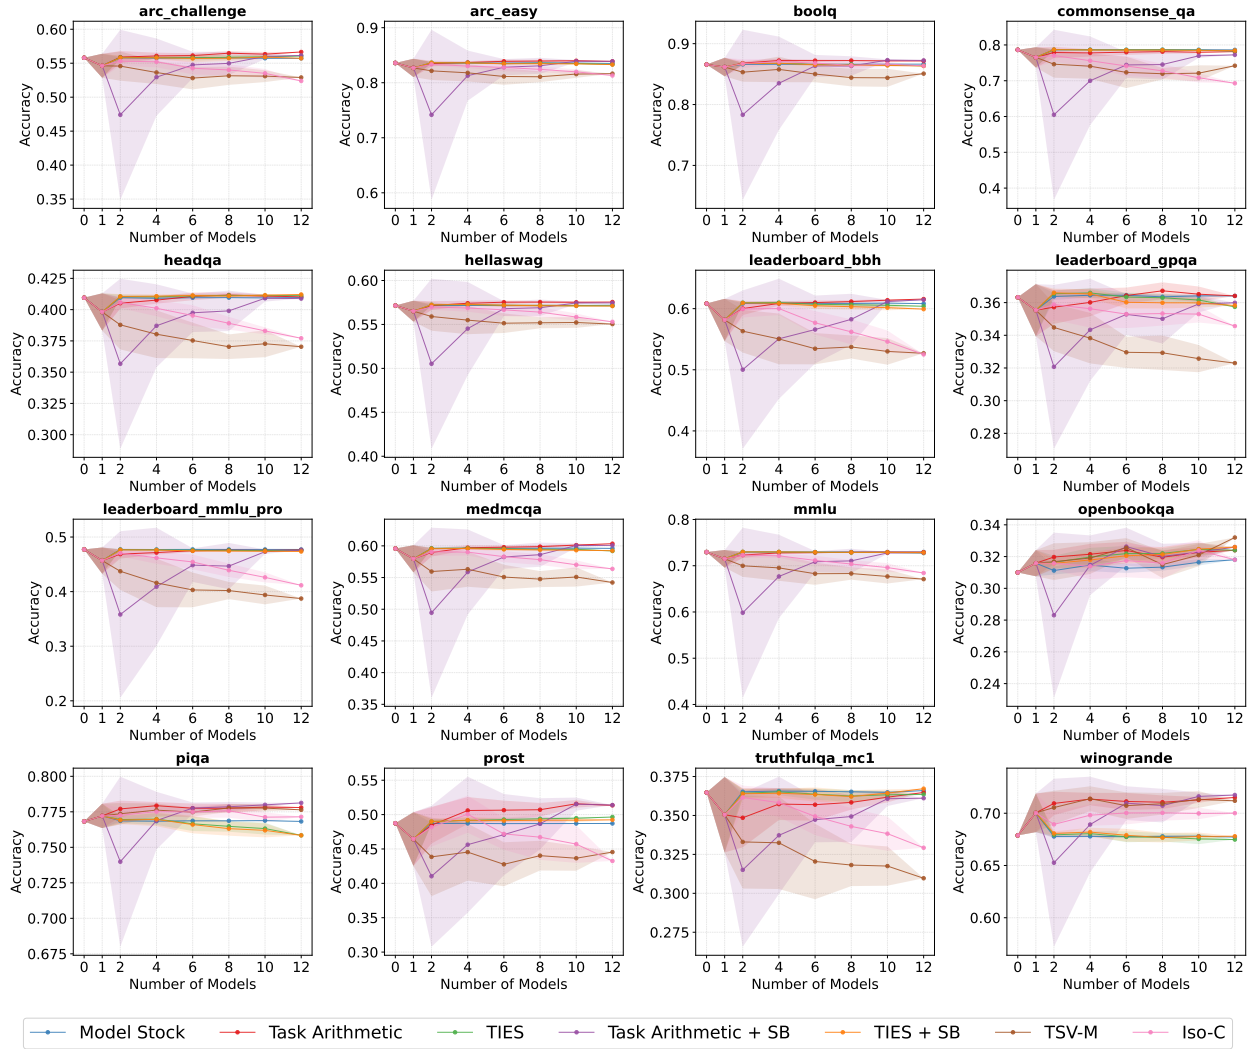 arc_challenge
arc_easy
boolq
commonsense_qa
0.60
0.55
0.50
0.45
0.40
0.35
Accuracy
0 1 2 4 6 8 10 12
Number of Models
0.9
0.8
0.7
0.6
Accuracy
0 1 2 4 6 8 10 12
Number of Models
0.9
0.8
0.7
Accuracy
0 1 2 4 6 8 10 12
Number of Models
0.8
0.7
0.6
0.5
0.4
Accuracy
0 1 2 4 6 8 10 12
Number of Models
headqa
hellaswag
leaderboard_bbh
leaderboard_gpqa
0.425
0.400
0.375
0.350
0.325
0.300
Accuracy
0 1 2 4 6 8 10 12
Number of Models
0.60
0.55
0.50
0.45
0.40
Accuracy
0 1 2 4 6 8 10 12
Number of Models
0.6
0.5
0.4
Accuracy
0 1 2 4 6 8 10 12
Number of Models
0.36
0.34
0.32
0.30
0.28
Accuracy
0 1 2 4 6 8 10 12
Number of Models
leaderboard_mmlu_pro
medmcqa
mmlu
openbookqa
0.5
0.4
0.3
0.2
Accuracy
0 1 2 4 6 8 10 12
Number of Models
0.60
0.55
0.50
0.45
0.40
0.35
Accuracy
0 1 2 4 6 8 10 12
Number of Models
0.8
0.7
0.6
0.5
0.4
Accuracy
0 1 2 4 6 8 10 12
Number of Models
0.34
0.32
0.30
0.28
0.26
0.24
Accuracy
0 1 2 4 6 8 10 12
Number of Models
piqa
prost
truthfulqa_mc1
winogrande
0.800
0.775
0.750
0.725
0.700
0.675
Accuracy
0 1 2 4 6 8 10 12
Number of Models
0.55
0.50
0.45
0.40
0.35
0.30
Accuracy
0 1 2 4 6 8 10 12
Number of Models
0.375
0.350
0.325
0.300
0.275
Accuracy
0 1 2 4 6 8 10 12
Number of Models
0.70
0.65
0.60
Accuracy
0 1 2 4 6 8 10 12
Number of Models
Model Stock Task Arithmetic TIES Task Arithmetic + SB TIES + SB TSV-M Iso-C